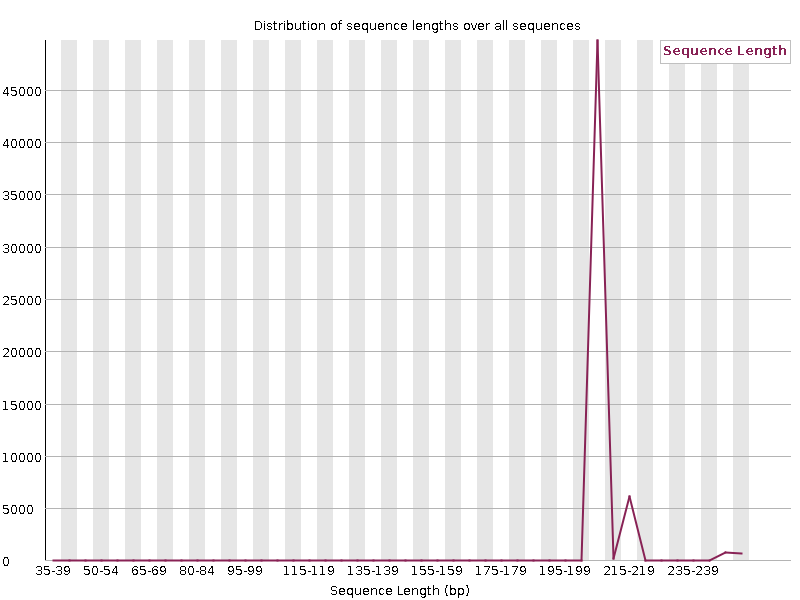 Distribution of sequence lengths over all sequences
Sequence Length
45000
40000
35000
30000
25000
20000
15000
10000
5000
0
35-39 50-54 65-69 80-84 95-99 115-119 135-139 155-159 175-179 195-199 215-219 235-239
Sequence Length (bp)